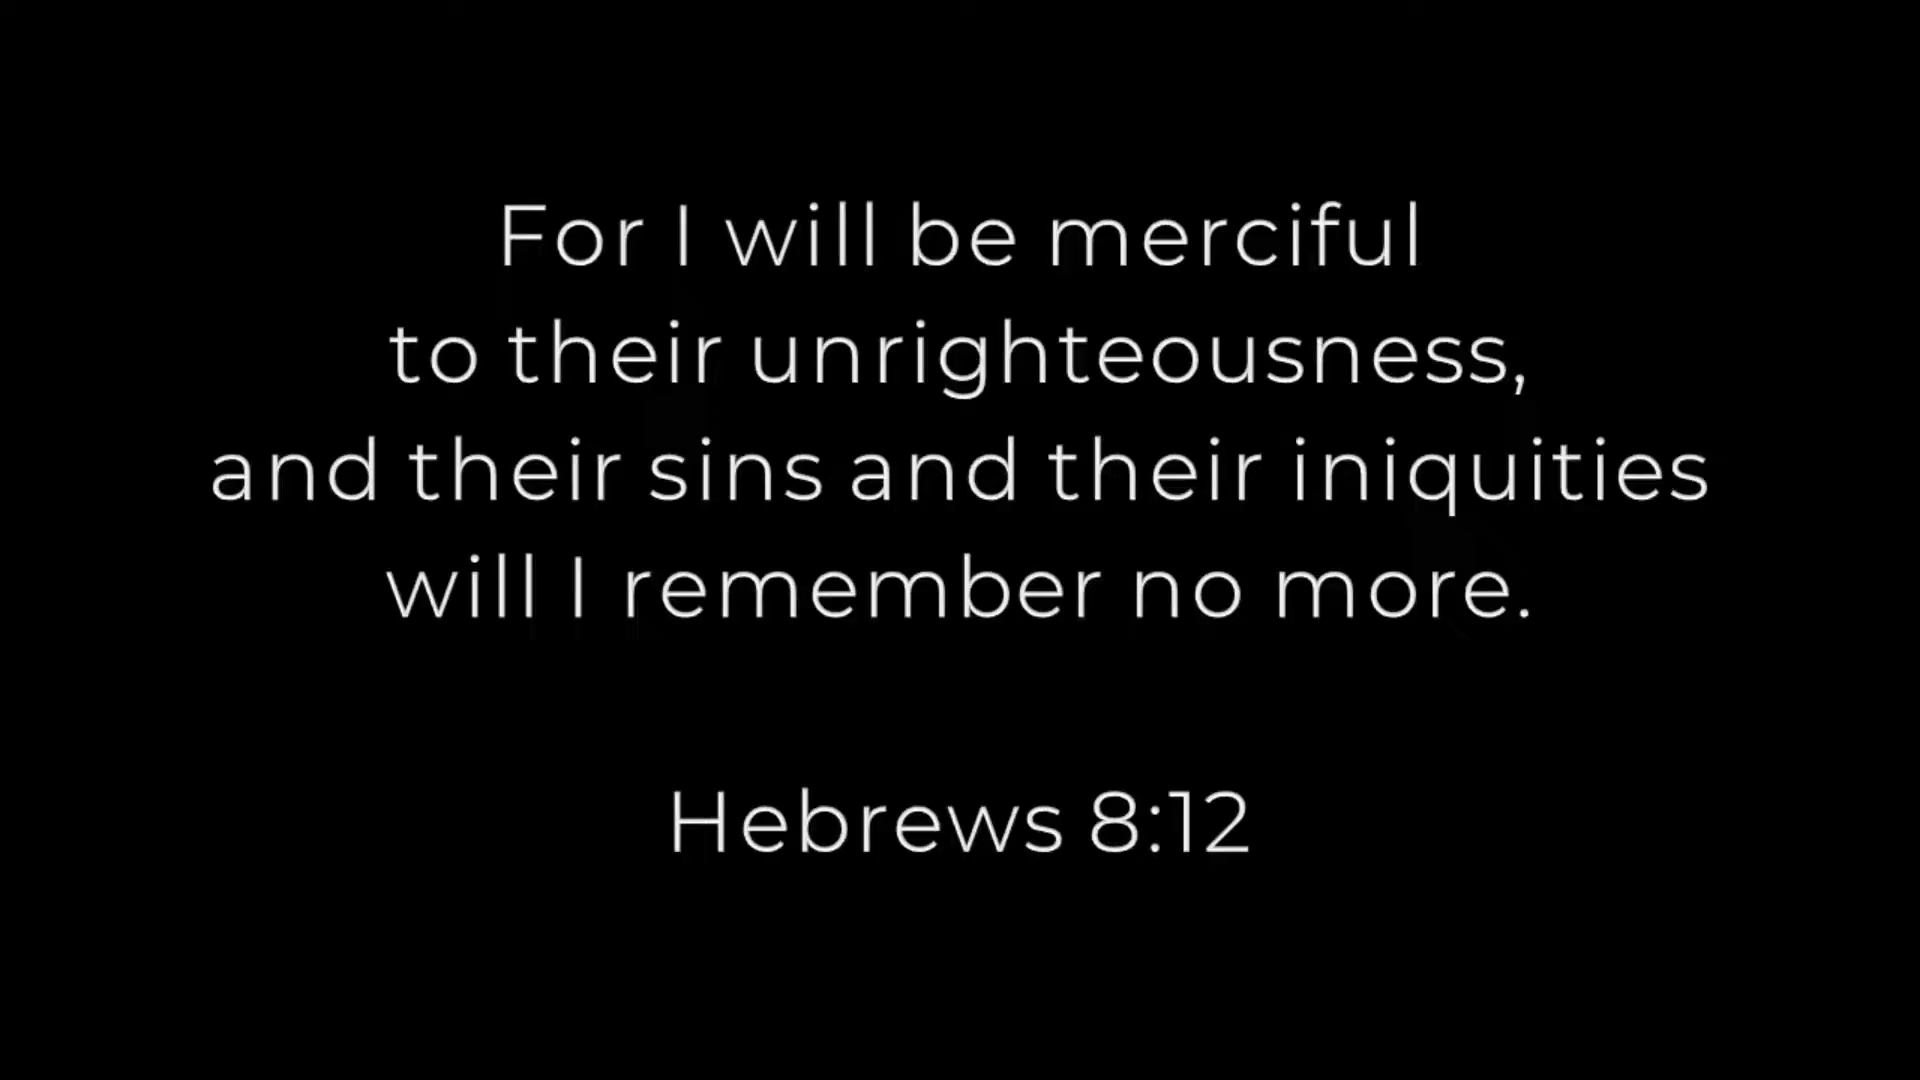 For I will be merciful
to their unrighteousness,
and their sins and their iniquities
will I remember no more.
Hebrews 8:12